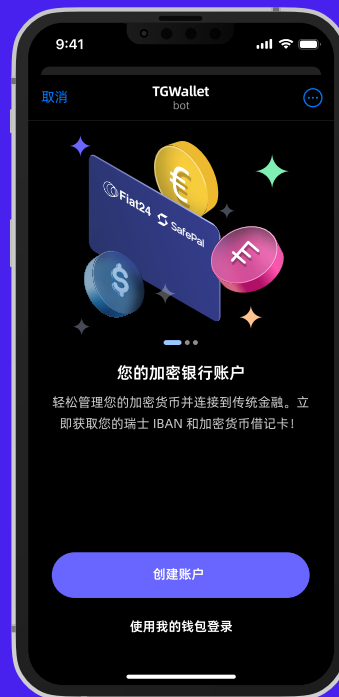 9:41
取消
TGWallet
bot
Fiat24
SafePal
您的加密银行账户
轻松管理您的加密货币并连接到传统金融。立
即获取您的瑞士 IBAN 和加密货币借记卡！
创建账户
使用我的钱包登录